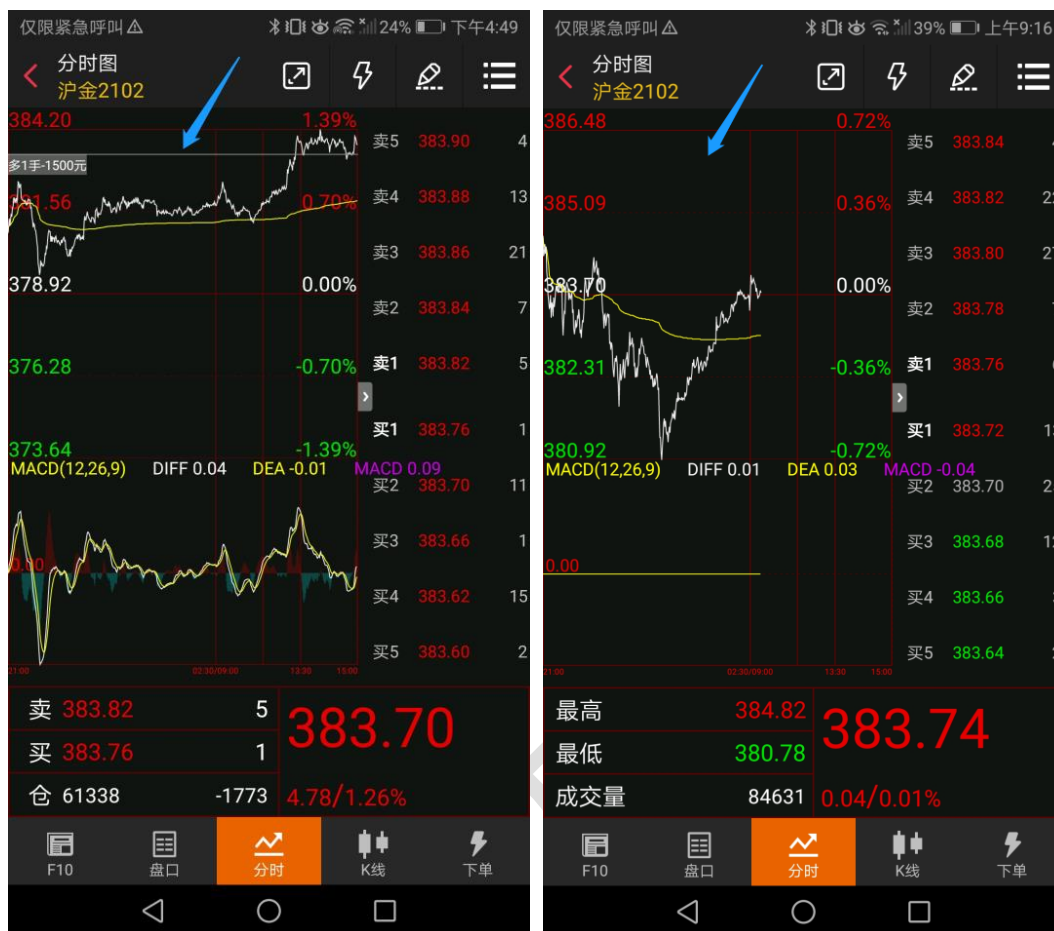 仅限紧急呼叫
24%
下午4:49
分时图
沪金2102
384.20
1.39%
多1手-1500元
381.56
0.70%
378.92
0.00%
376.28
-0.70%
373.64
-1.39%
MACD(12,26,9) DIFF 0.04 DEA -0.01 MACD 0.09
0.00
21:00 02:30/09:00 13:30 15:00
卖5 383.90 4
卖4 383.88 13
卖3 383.86 21
卖2 383.84 7
卖1 383.82 5
买1 383.76 1
买2 383.70 11
买3 383.66 1
买4 383.62 15
买5 383.60 2
卖 383.82 5
买 383.76 1
仓 61338 -1773
383.70
4.78/1.26%
F10 盘口 分时 K线 下单
仅限紧急呼叫
39%
上午9:16
分时图
沪金2102
386.48
0.72%
385.09
0.36%
383.70
0.00%
382.31
-0.36%
380.92
-0.72%
MACD(12,26,9) DIFF 0.01 DEA 0.03 MACD -0.04
0.00
21:00 02:30/09:00 13:30 15:00
卖5 383.84
卖4 383.82
卖3 383.80
卖2 383.78
卖1 383.76
买1 383.72
买2 383.70
买3 383.68
买4 383.66
买5 383.64
最高 384.82
最低 380.78
成交量 84631
383.74
0.04/0.01%
F10 盘口 分时 K线 下单